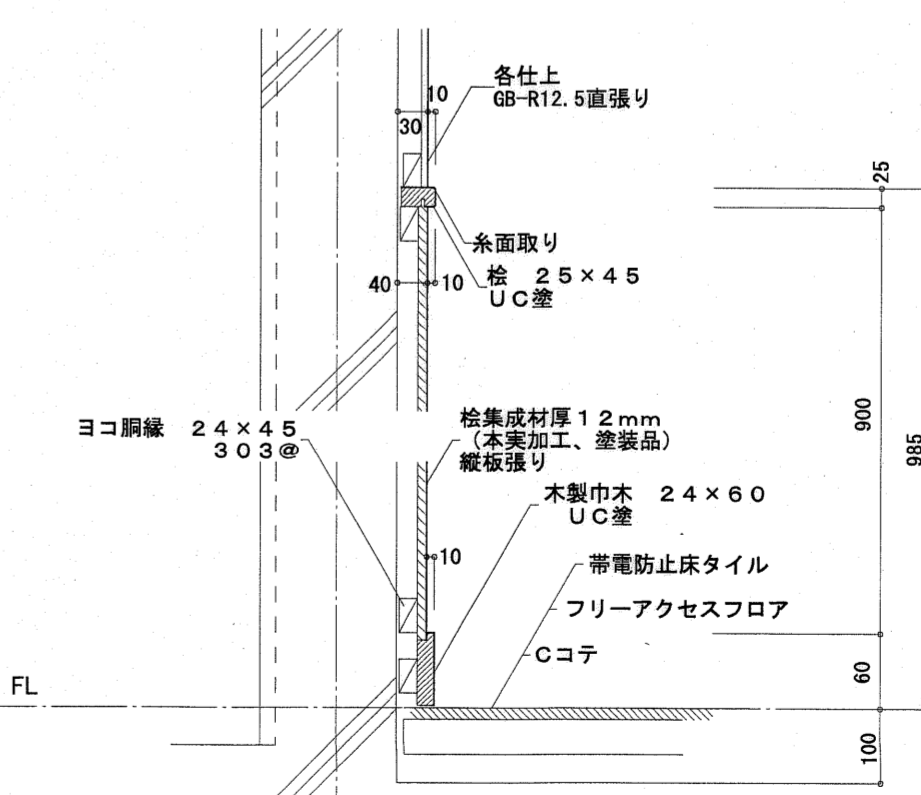 各仕上
GB-R12.5直張り
10
30
25
糸面取り
桧 25×45
UC塗
40
10
ヨコ胴縁 24×45
303@
桧集成材厚12mm
(本実加工、塗装品)
縦板張り
900
985
木製巾木 24×60
UC塗
10
帯電防止床タイル
フリーアクセスフロア
Cコテ
60
FL
100